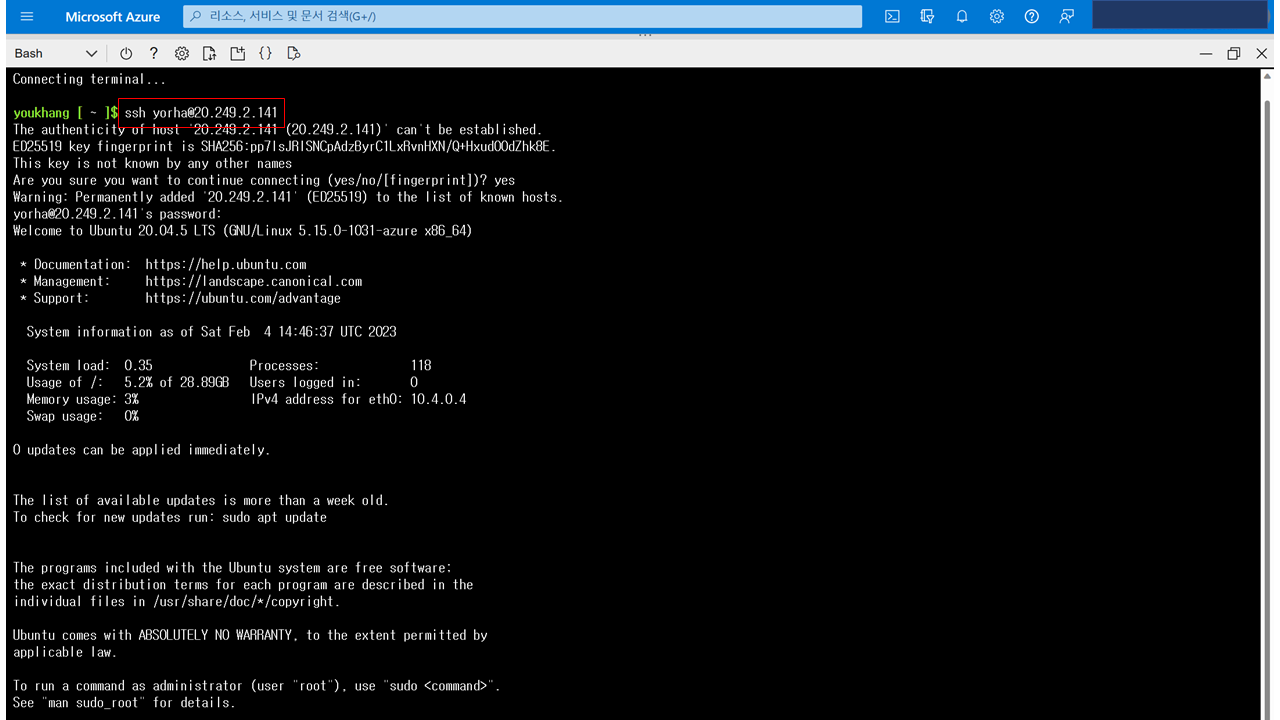 Microsoft Azure
리소스, 서비스 및 문서 검색(G+/)
Bash
Connecting terminal...
youkhang [ ~ ]$ ssh yorha@20.249.2.141
The authenticity of host '20.249.2.141 (20.249.2.141)' can't be established.
ED25519 key fingerprint is SHA256:pp7IsJRISNCpAdzByrC1LxRvnHXN/Q+HxudOOdZhk8E.
This key is not known by any other names
Are you sure you want to continue connecting (yes/no/[fingerprint])? yes
Warning: Permanently added '20.249.2.141' (ED25519) to the list of known hosts.
yorha@20.249.2.141's password:
Welcome to Ubuntu 20.04.5 LTS (GNU/Linux 5.15.0-1031-azure x86_64)
* Documentation: https://help.ubuntu.com
* Management: https://landscape.canonical.com
* Support: https://ubuntu.com/advantage
System information as of Sat Feb 4 14:46:37 UTC 2023
System load: 0.35 Processes: 118
Usage of /: 5.2% of 28.89GB Users logged in: 0
Memory usage: 3% IPv4 address for eth0: 10.4.0.4
Swap usage: 0%
0 updates can be applied immediately.
The list of available updates is more than a week old.
To check for new updates run: sudo apt update
The programs included with the Ubuntu system are free software;
the exact distribution terms for each program are described in the
individual files in /usr/share/doc/*/copyright.
Ubuntu comes with ABSOLUTELY NO WARRANTY, to the extent permitted by
applicable law.
To run a command as administrator (user "root"), use "sudo <command>".
See "man sudo_root" for details.